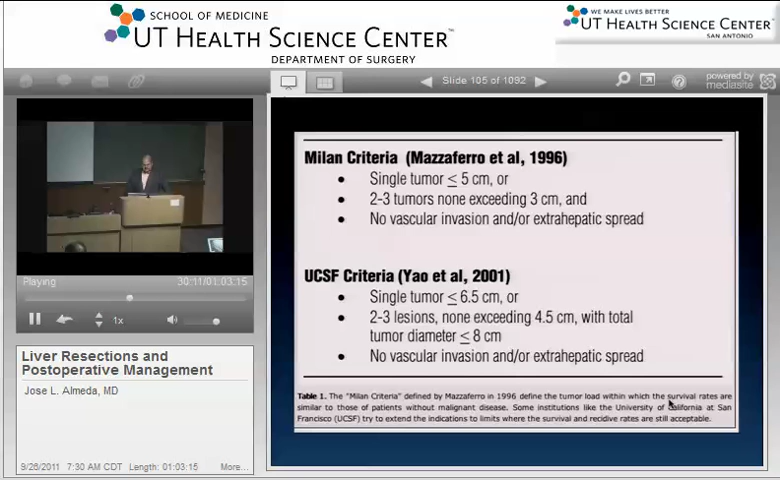 SCHOOL OF MEDICINE
UT HEALTH SCIENCE CENTER™
DEPARTMENT OF SURGERY
WE MAKE LIVES BETTER
UT HEALTH SCIENCE CENTER
SAN ANTONIO
Slide 105 of 1092
powered by
mediasite
Milan Criteria (Mazzaferro et al, 1996)
• Single tumor ≤ 5 cm, or
• 2-3 tumors none exceeding 3 cm, and
• No vascular invasion and/or extrahepatic spread
UCSF Criteria (Yao et al, 2001)
• Single tumor ≤ 6.5 cm, or
• 2-3 lesions, none exceeding 4.5 cm, with total
tumor diameter ≤ 8 cm
• No vascular invasion and/or extrahepatic spread
Table 1. The "Milan Criteria" defined by Mazzaferro in 1996 define the tumor load within which the survival rates are
similar to those of patients without malignant disease. Some institutions like the University of California at San
Francisco (UCSF) try to extend the indications to limits where the survival and recidive rates are still acceptable.
Playing
30:11/01:03:15
1x
Liver Resections and
Postoperative Management
Jose L. Almeda, MD
9/26/2011 7:30 AM CDT Length: 01:03:15 More...